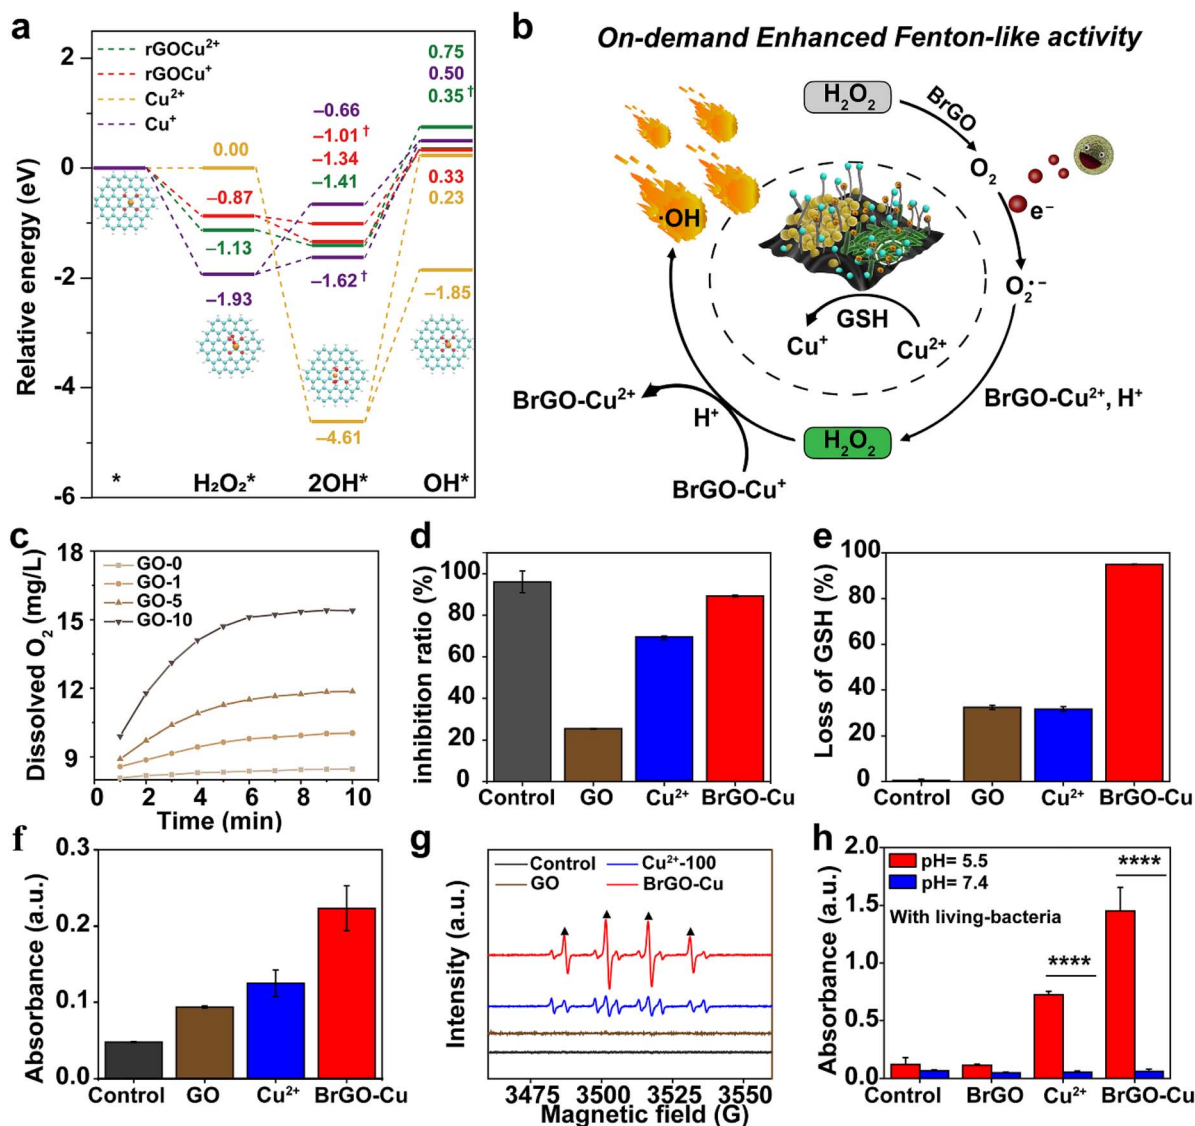 a
rGOCu²⁺
rGOCu⁺
Cu²⁺
Cu⁺
Relative energy (eV)
2
0
-2
-4
-6
0.00
−0.87
−1.13
−1.93
−0.66
−1.01 †
−1.34
−1.41
−1.62 †
−4.61
0.75
0.50
0.35 †
0.33
0.23
−1.85
*
H₂O₂*
2OH*
OH*
b
On-demand Enhanced Fenton-like activity
H₂O₂
BrGO
O₂
e⁻
·OH
O₂·⁻
GSH
Cu⁺
Cu²⁺
BrGO-Cu²⁺
H⁺
BrGO-Cu²⁺, H⁺
H₂O₂
BrGO-Cu⁺
c
Dissolved O₂ (mg/L)
18
15
12
9
GO-0
GO-1
GO-5
GO-10
0 2 4 6 8 10
Time (min)
d
inhibition ratio (%)
100
80
60
40
20
0
Control GO Cu²⁺ BrGO-Cu
e
Loss of GSH (%)
100
80
60
40
20
0
Control GO Cu²⁺ BrGO-Cu
f
Absorbance (a.u.)
0.3
0.2
0.1
0.0
Control GO Cu²⁺ BrGO-Cu
g
Intensity (a.u.)
Control
GO
Cu²⁺-100
BrGO-Cu
3475 3500 3525 3550
Magnetic field (G)
h
Absorbance (a.u.)
2.0
1.5
1.0
0.5
0.0
pH= 5.5
pH= 7.4
With living-bacteria
****
****
Control BrGO Cu²⁺ BrGO-Cu